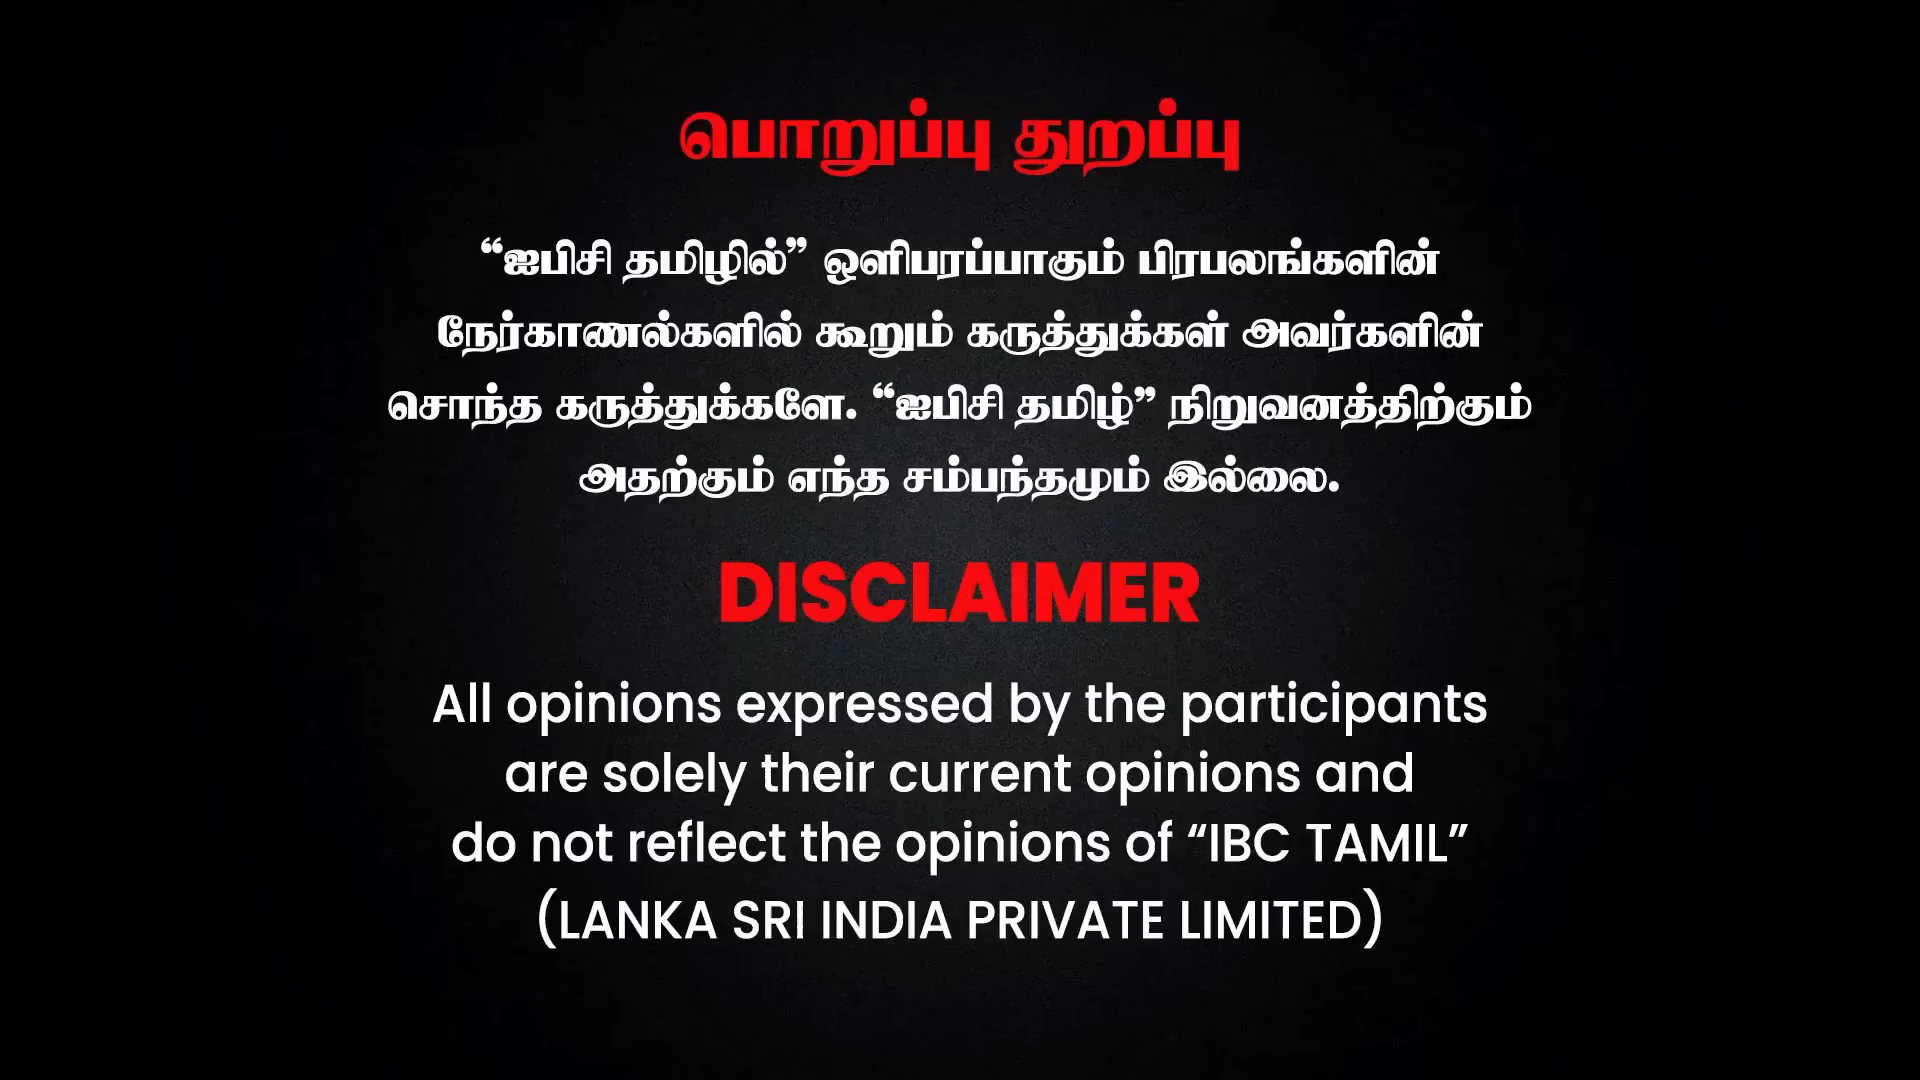 பொறுப்பு துறப்பு
“ஐபிசி தமிழில்” ஒளிபரப்பாகும் பிரபலங்களின்
நேர்காணல்களில் கூறும் கருத்துக்கள் அவர்களின்
சொந்த கருத்துக்களே. “ஐபிசி தமிழ்” நிறுவனத்திற்கும்
அதற்கும் எந்த சம்பந்தமும் இல்லை.
DISCLAIMER
All opinions expressed by the participants
are solely their current opinions and
do not reflect the opinions of “IBC TAMIL”
(LANKA SRI INDIA PRIVATE LIMITED)